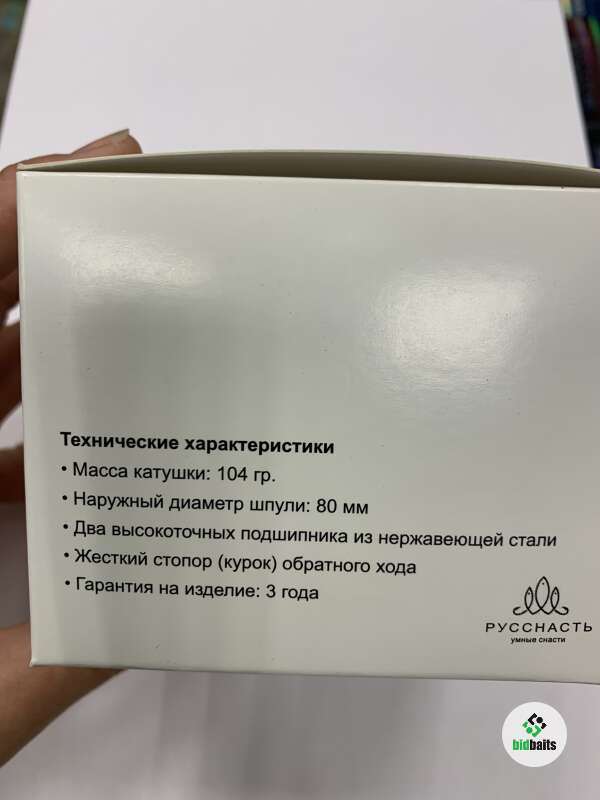 Технические характеристики
• Масса катушки: 104 гр.
• Наружный диаметр шпули: 80 мм
• Два высокоточных подшипника из нержавеющей стали
• Жесткий стопор (курок) обратного хода
• Гарантия на изделие: 3 года
РУССНАСТЬ
умные снасти
bidbaits